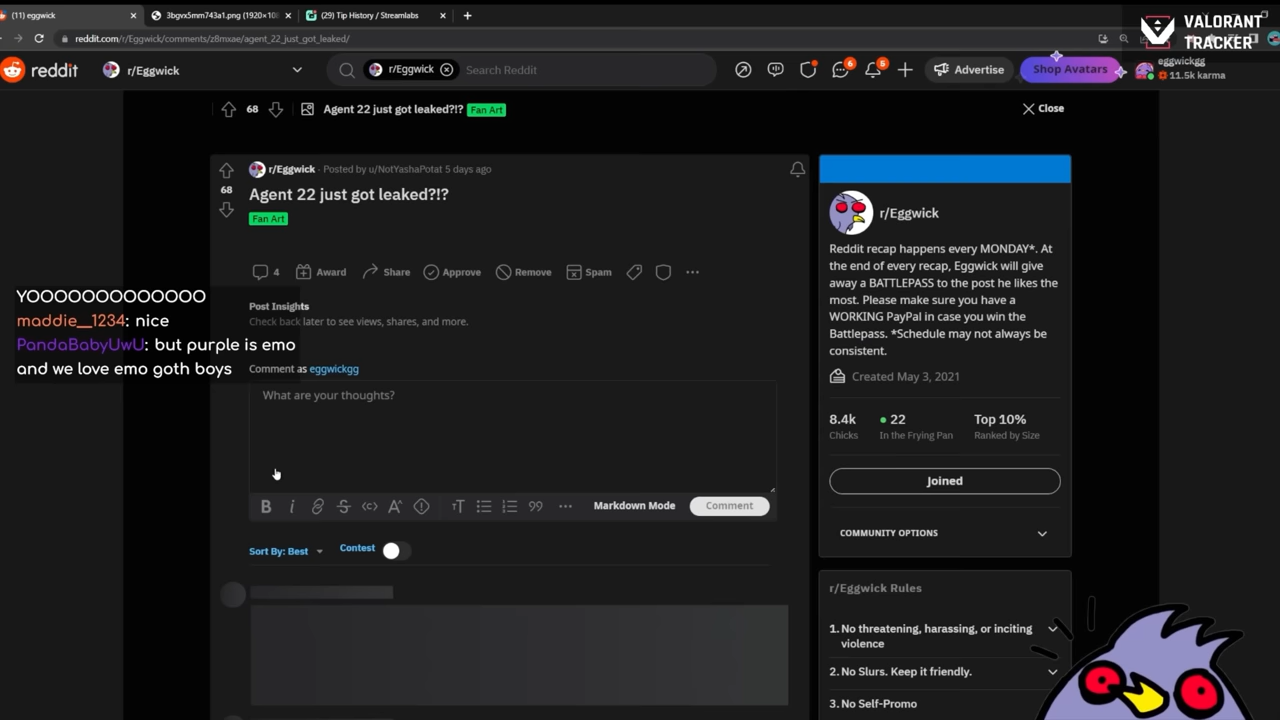 (11) eggwick
3bgvx5mm743a1.png (1920×10
(29) Tip History / Streamlabs
reddit.com/r/Eggwick/comments/z8mxae/agent_22_just_got_leaked/
VALORANT
TRACKER
reddit
r/Eggwick
r/Eggwick
Search Reddit
6
6
Advertise
Shop Avatars
eggwickgg
11.5k karma
68
Agent 22 just got leaked?!?
Fan Art
Close
r/Eggwick · Posted by u/NotYashaPotat 5 days ago
68
Agent 22 just got leaked?!?
Fan Art
4
Award
Share
Approve
Remove
Spam
Post Insights
Check back later to see views, shares, and more.
Comment as eggwickgg
What are your thoughts?
Markdown Mode
Comment
Sort By: Best
Contest
YOOOOOOOOOOOOO
maddie__1234: nice
PandaBabyUwU: but purple is emo
and we love emo goth boys
r/Eggwick
Reddit recap happens every MONDAY*. At
the end of every recap, Eggwick will give
away a BATTLEPASS to the post he likes the
most. Please make sure you have a
WORKING PayPal in case you win the
Battlepass. *Schedule may not always be
consistent.
Created May 3, 2021
8.4k
Chicks
22
In the Frying Pan
Top 10%
Ranked by Size
Joined
COMMUNITY OPTIONS
r/Eggwick Rules
1. No threatening, harassing, or inciting
violence
2. No Slurs. Keep it friendly.
3. No Self-Promo